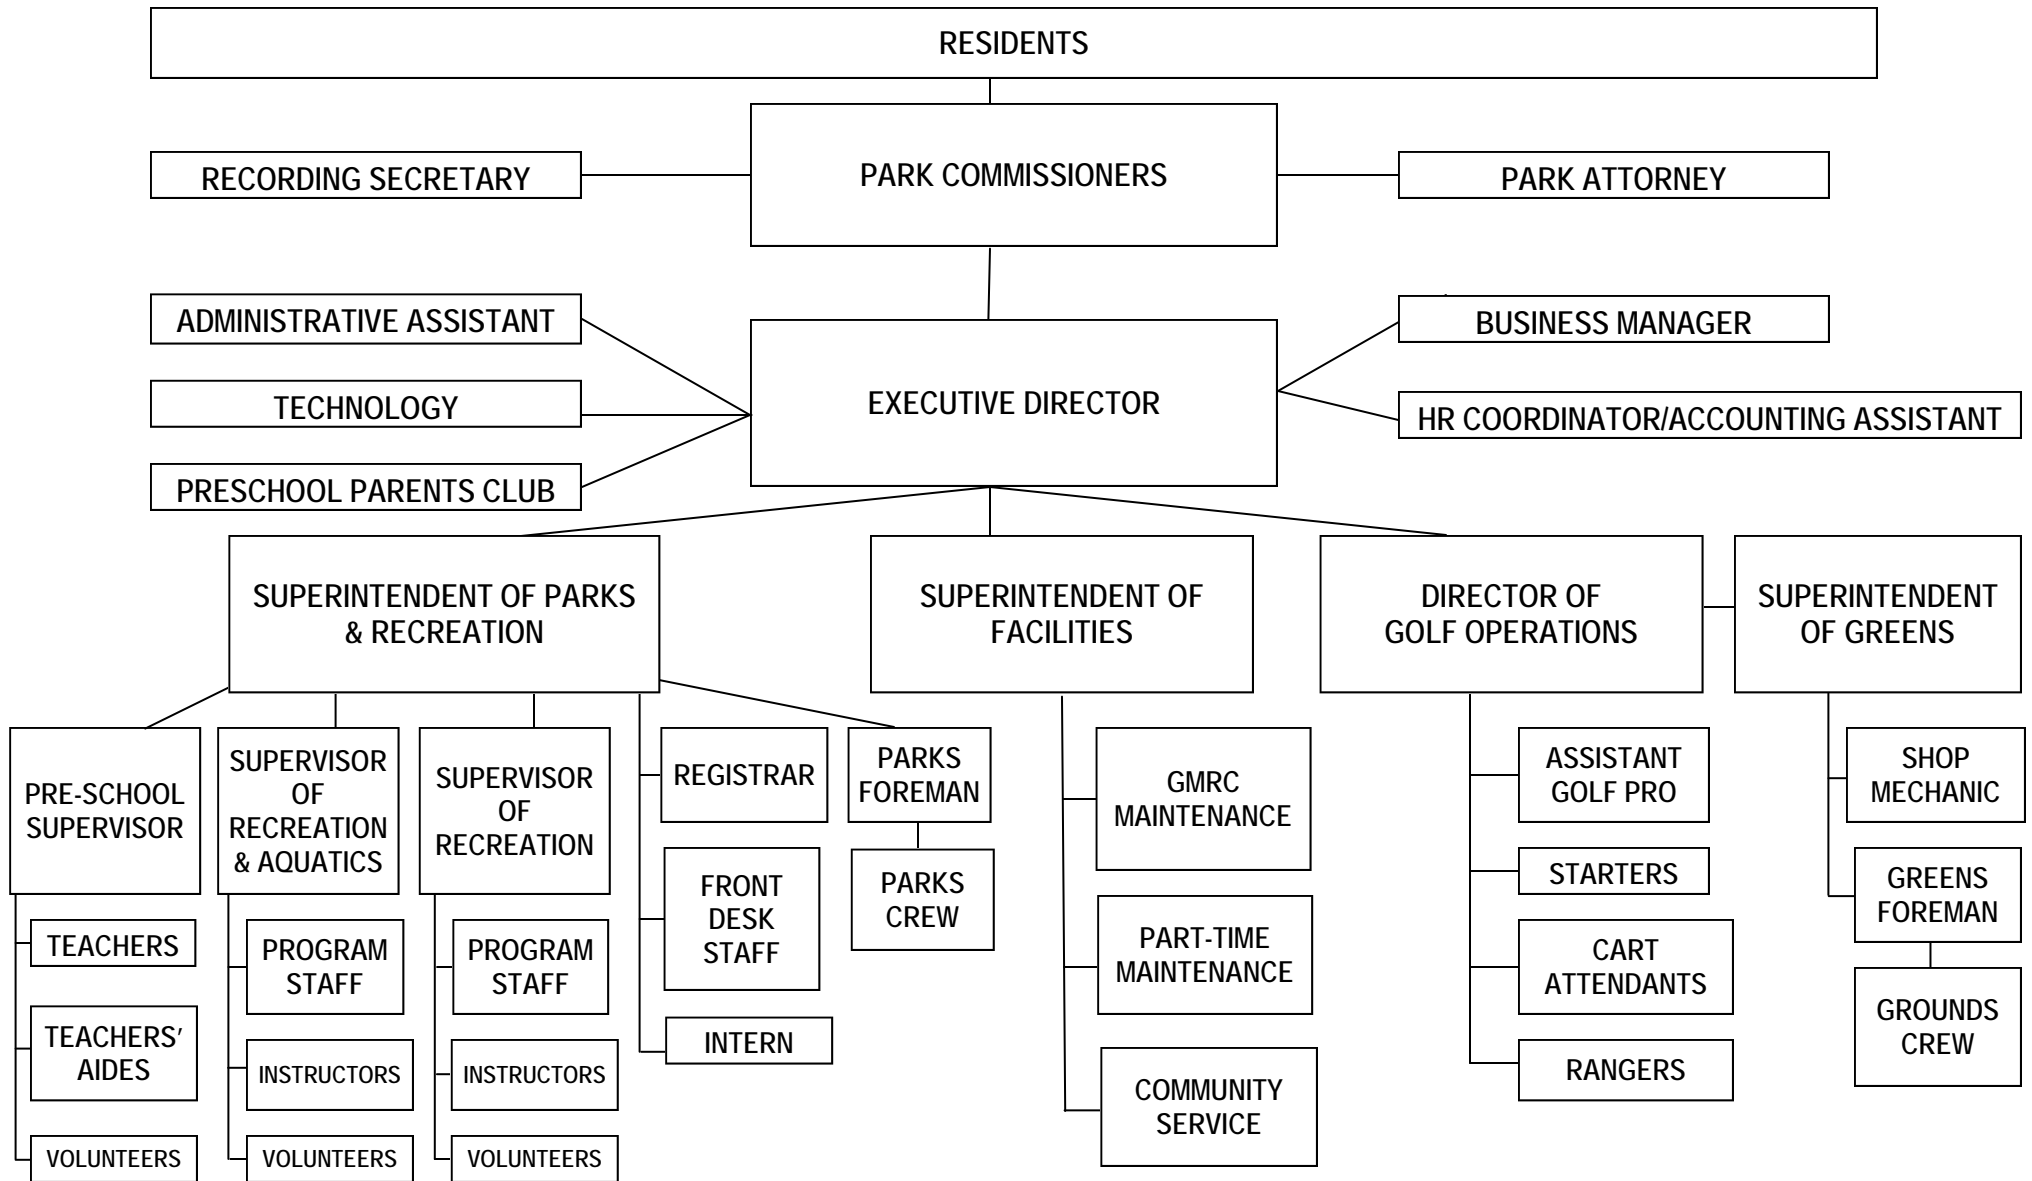 RESIDENTS
RECORDING SECRETARY
PARK COMMISSIONERS
PARK ATTORNEY
ADMINISTRATIVE ASSISTANT
TECHNOLOGY
PRESCHOOL PARENTS CLUB
EXECUTIVE DIRECTOR
BUSINESS MANAGER
HR COORDINATOR/ACCOUNTING ASSISTANT
SUPERINTENDENT OF PARKS
& RECREATION
SUPERINTENDENT OF
FACILITIES
DIRECTOR OF
GOLF OPERATIONS
SUPERINTENDENT
OF GREENS
PRE-SCHOOL
SUPERVISOR
TEACHERS
TEACHERS’
AIDES
VOLUNTEERS
SUPERVISOR
OF
RECREATION
& AQUATICS
PROGRAM
STAFF
INSTRUCTORS
VOLUNTEERS
SUPERVISOR
OF
RECREATION
PROGRAM
STAFF
INSTRUCTORS
VOLUNTEERS
REGISTRAR
FRONT
DESK
STAFF
INTERN
PARKS
FOREMAN
PARKS
CREW
GMRC
MAINTENANCE
PART-TIME
MAINTENANCE
COMMUNITY
SERVICE
ASSISTANT
GOLF PRO
STARTERS
CART
ATTENDANTS
RANGERS
SHOP
MECHANIC
GREENS
FOREMAN
GROUNDS
CREW